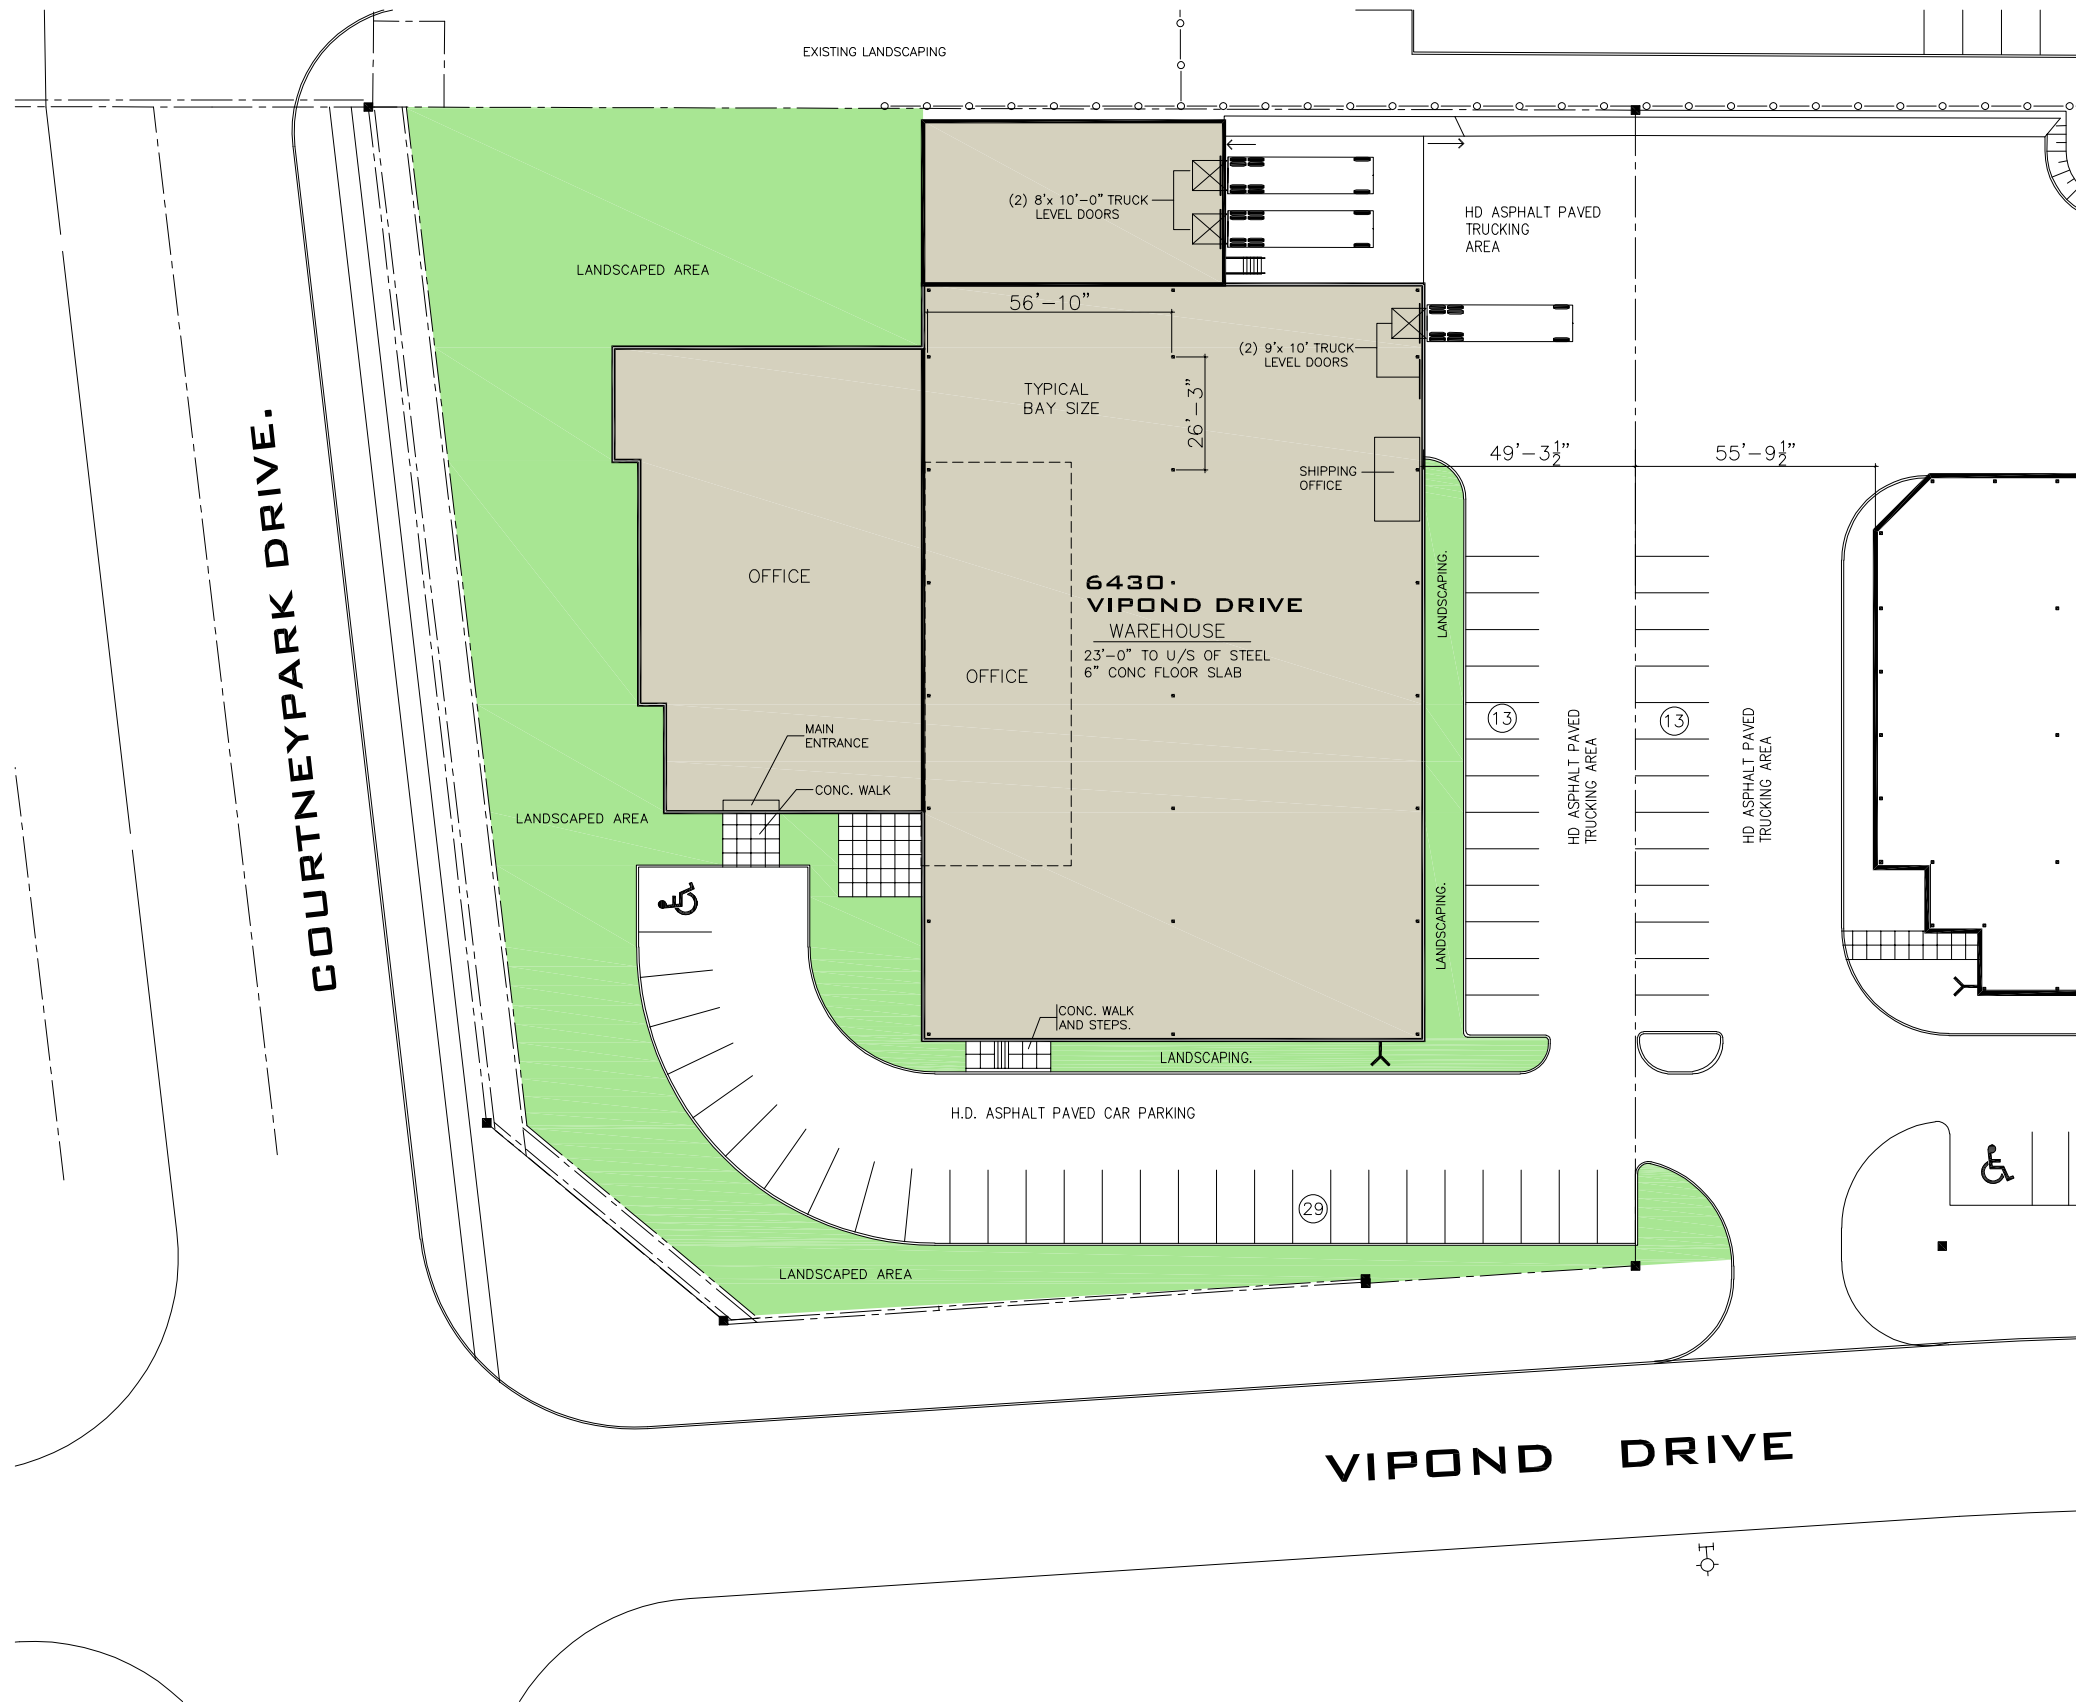 EXISTING LANDSCAPING
(2) 8'x 10'-0" TRUCK
LEVEL DOORS
HD ASPHALT PAVED
TRUCKING
AREA
LANDSCAPED AREA
56'-10"
(2) 9'x 10' TRUCK
LEVEL DOORS
TYPICAL
BAY SIZE
26'-3"
49'-3½"
55'-9½"
SHIPPING
OFFICE
COURTNEYPARK DRIVE.
OFFICE
6430
VIPOND DRIVE
WAREHOUSE
23'-0" TO U/S OF STEEL
6" CONC FLOOR SLAB
OFFICE
LANDSCAPING.
13
13
HD ASPHALT PAVED
TRUCKING AREA
HD ASPHALT PAVED
TRUCKING AREA
MAIN
ENTRANCE
CONC. WALK
LANDSCAPED AREA
LANDSCAPING.
CONC. WALK
AND STEPS.
LANDSCAPING.
H.D. ASPHALT PAVED CAR PARKING
29
LANDSCAPED AREA
VIPOND DRIVE